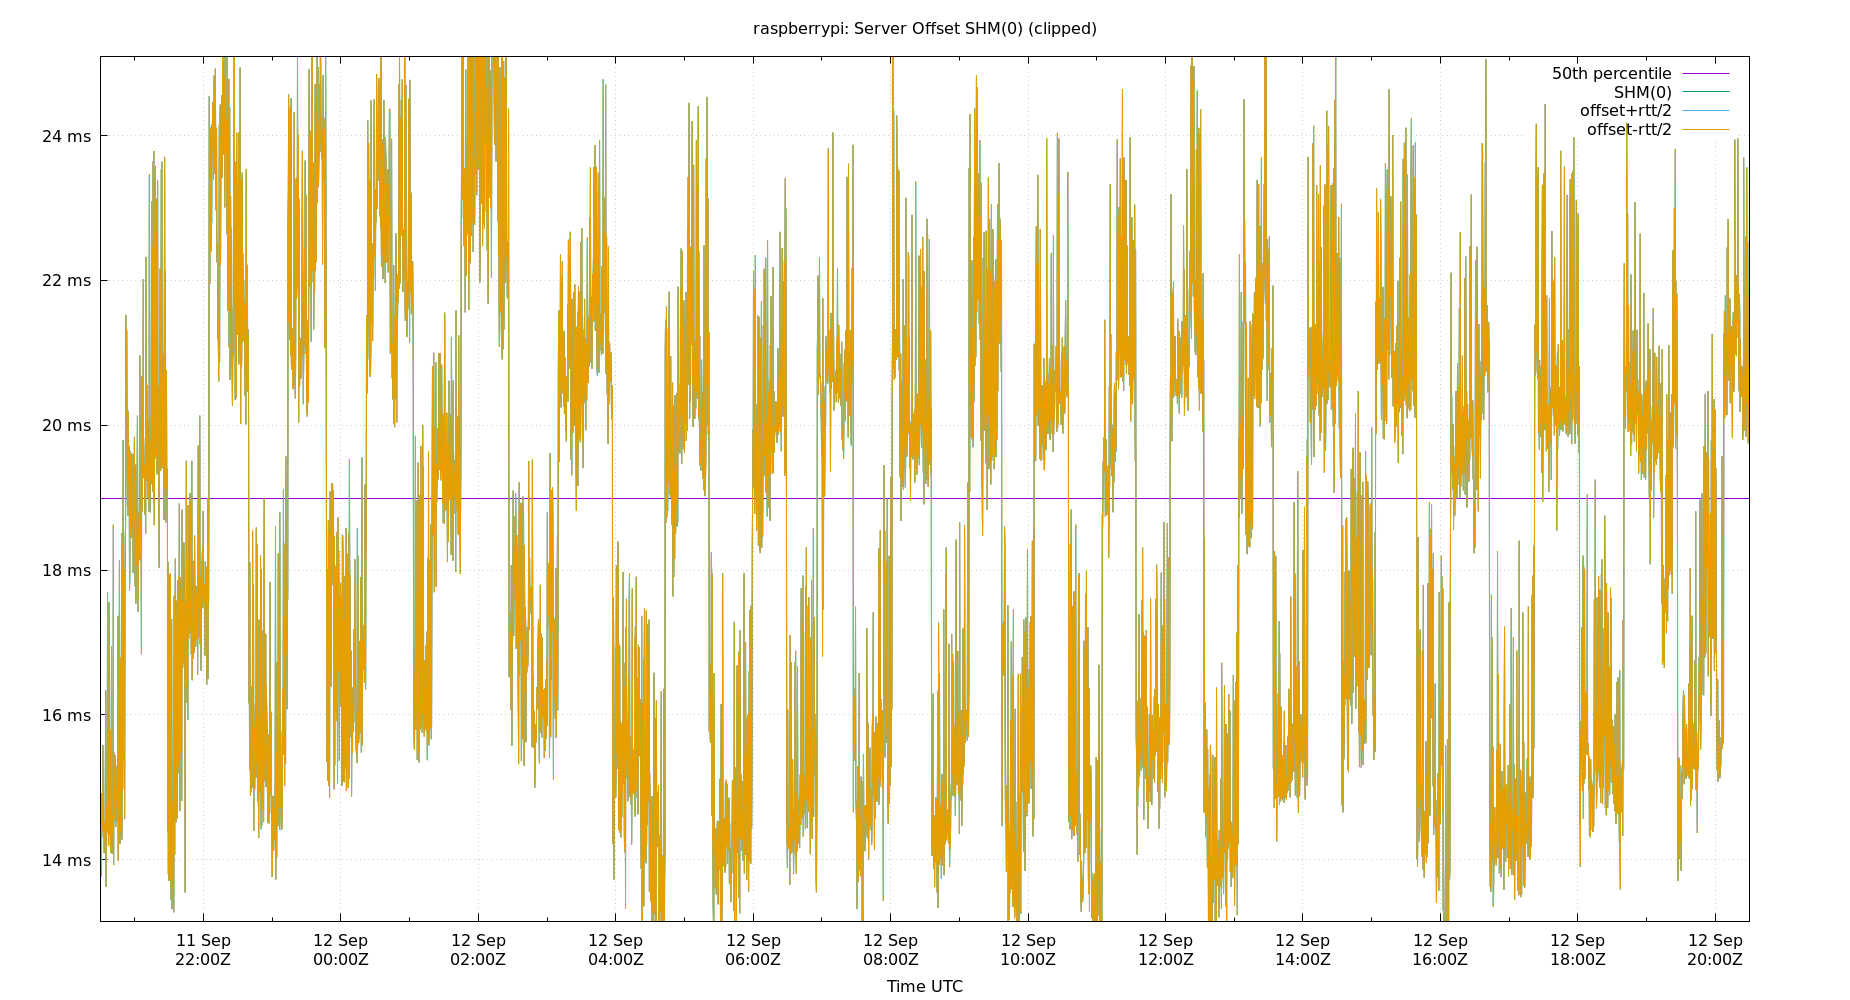 raspberrypi: Server Offset SHM(0) (clipped)
50th percentile
SHM(0)
offset+rtt/2
offset-rtt/2
24 ms
22 ms
20 ms
18 ms
16 ms
14 ms
11 Sep 12 Sep 12 Sep 12 Sep 12 Sep 12 Sep 12 Sep 12 Sep 12 Sep 12 Sep 12 Sep 12 Sep
22:00Z 00:00Z 02:00Z 04:00Z 06:00Z 08:00Z 10:00Z 12:00Z 14:00Z 16:00Z 18:00Z 20:00Z
Time UTC